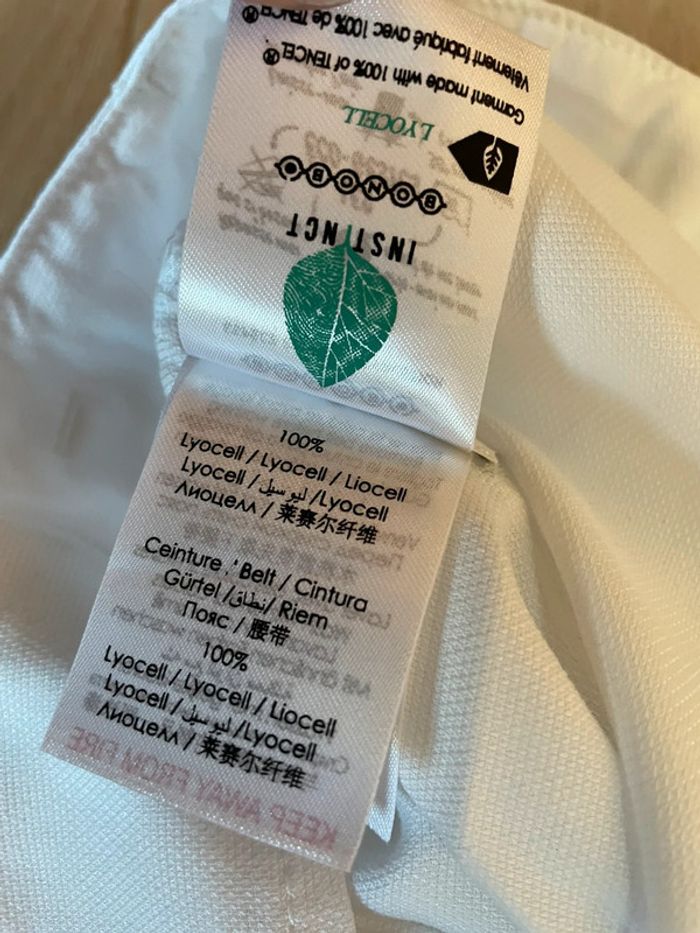 INSTINCT
BONOBO
LYOCELL
Garment made with 100% of TENCEL®
Vêtement fabriqué avec 100% de TENCEL®
100%
Lyocell / Lyocell / Liocell
Lyocell / ليوسيل /Lyocell
Лиоцелл / 莱赛尔纤维
Ceinture / Belt / Cintura
Gürtel /نطاق/ Riem
Пояс / 腰带
100%
Lyocell / Lyocell / Liocell
Lyocell / ليوسيل /Lyocell
Лиоцелл / 莱赛尔纤维
KEEP AWAY FROM FIRE